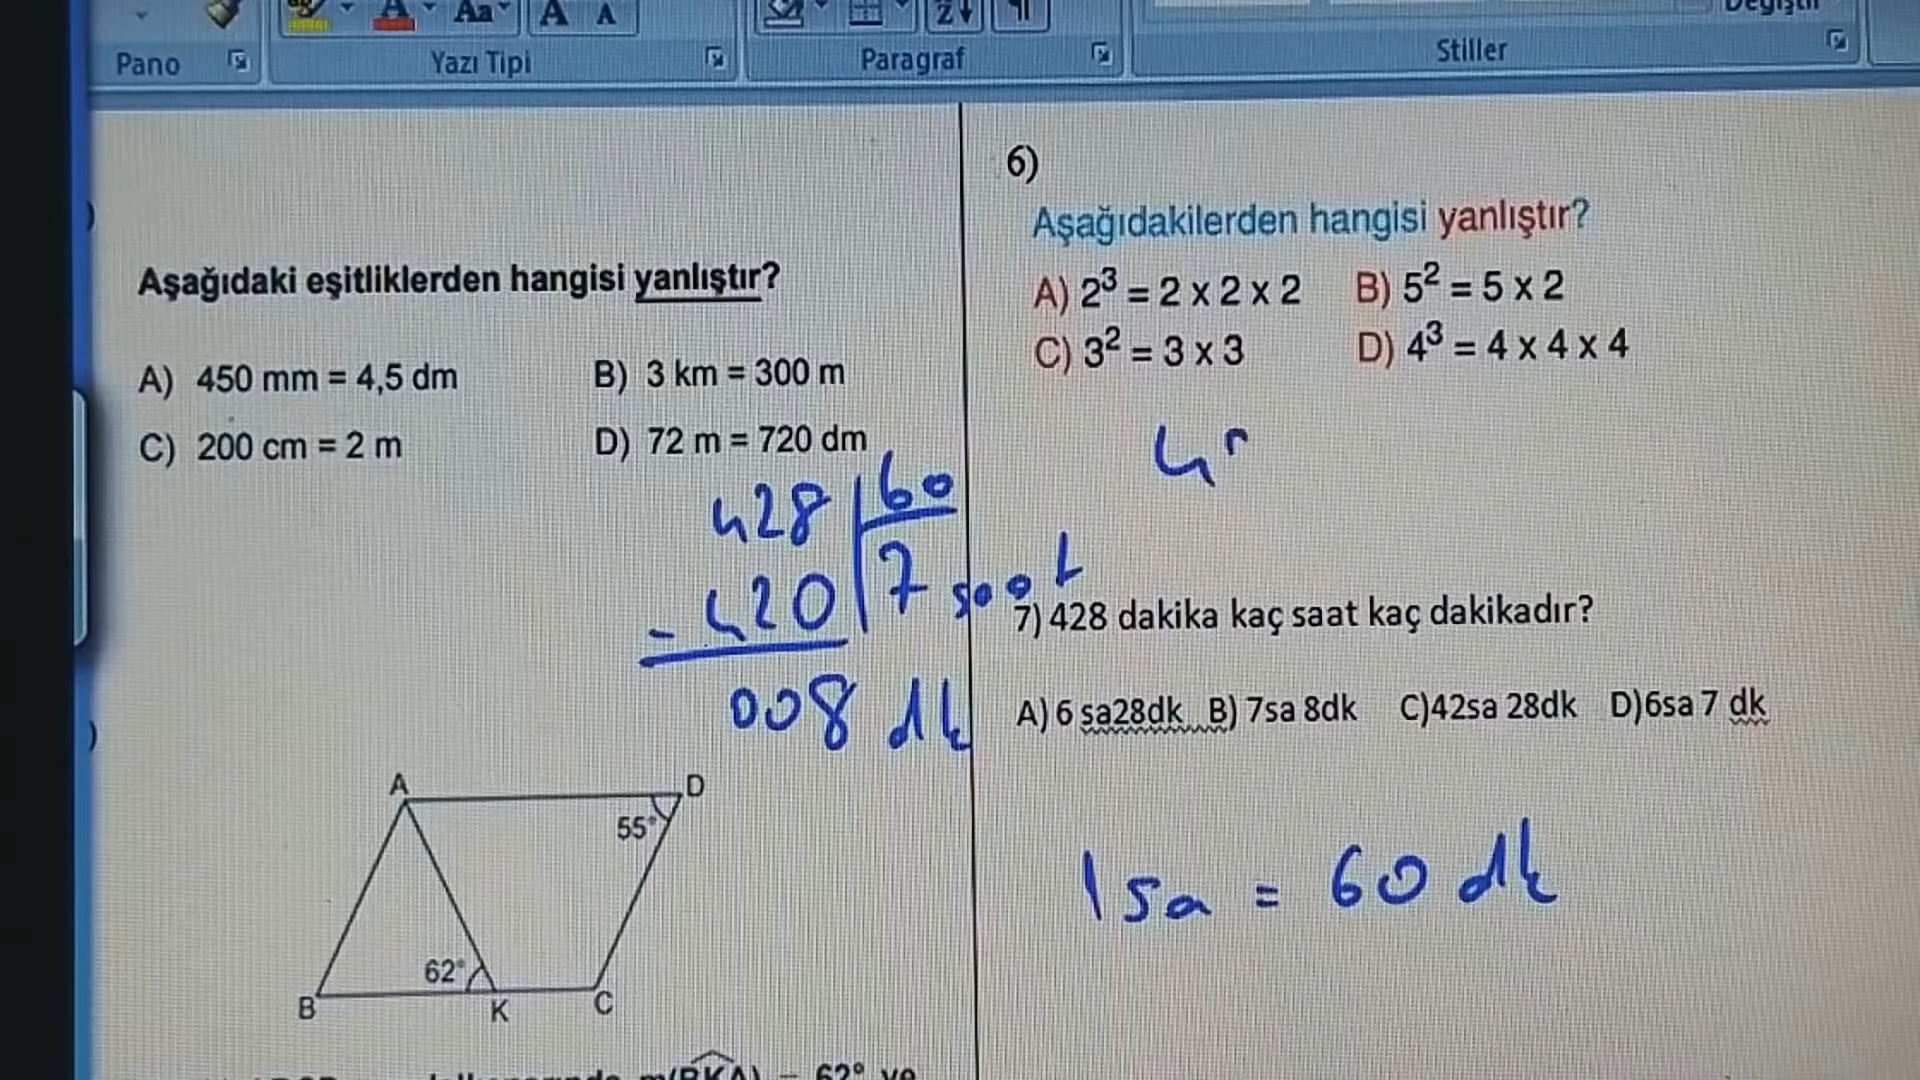 Aa A A
Değiştir
Pano Yazı Tipi Paragraf Stiller
Aşağıdaki eşitliklerden hangisi yanlıştır?
A) 450 mm = 4,5 dm B) 3 km = 300 m
C) 200 cm = 2 m D) 72 m = 720 dm
428 60
- 420 7 saat
008 dk
A D
55°
62°
B K C
6)
Aşağıdakilerden hangisi yanlıştır?
A) 2³ = 2 x 2 x 2 B) 5² = 5 x 2
C) 3² = 3 x 3 D) 4³ = 4 x 4 x 4
7) 428 dakika kaç saat kaç dakikadır?
A) 6 sa28dk B) 7sa 8dk C)42sa 28dk D)6sa 7 dk
1 sa = 60 dk